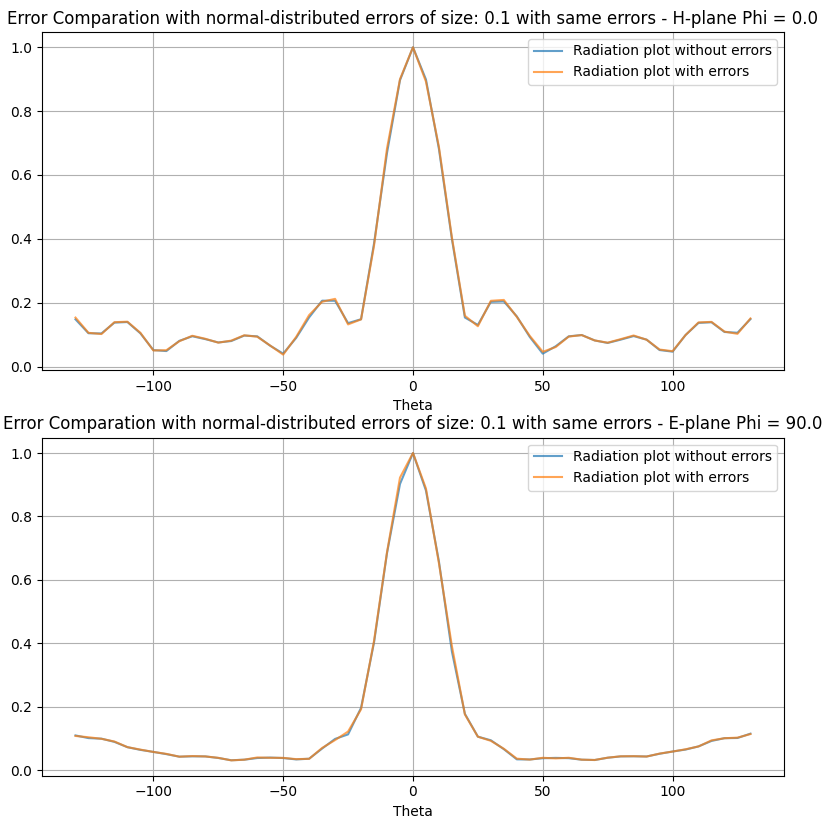 Error Comparation with normal-distributed errors of size: 0.1 with same errors - H-plane Phi = 0.0
1.0
0.8
0.6
0.4
0.2
0.0
Radiation plot without errors
Radiation plot with errors
−100 −50 0 50 100
Theta
Error Comparation with normal-distributed errors of size: 0.1 with same errors - E-plane Phi = 90.0
1.0
0.8
0.6
0.4
0.2
0.0
Radiation plot without errors
Radiation plot with errors
−100 −50 0 50 100
Theta